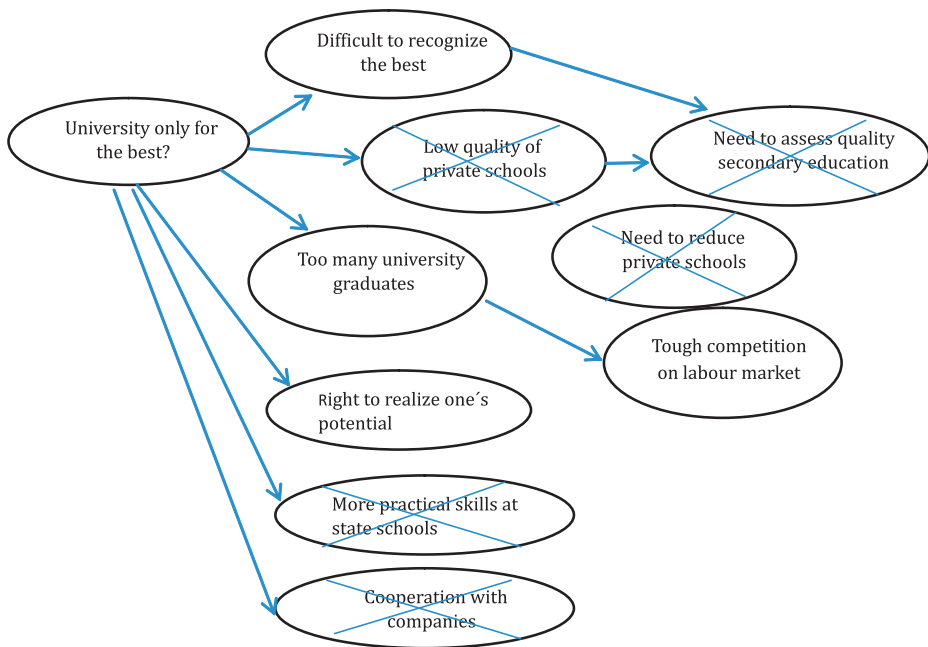 Difficult to recognize
the best
University only for
the best?
Low quality of
private schools
Need to assess quality
secondary education
Too many university
graduates
Need to reduce
private schools
Tough competition
on labour market
Right to realize one´s
potential
More practical skills at
state schools
Cooperation with
companies